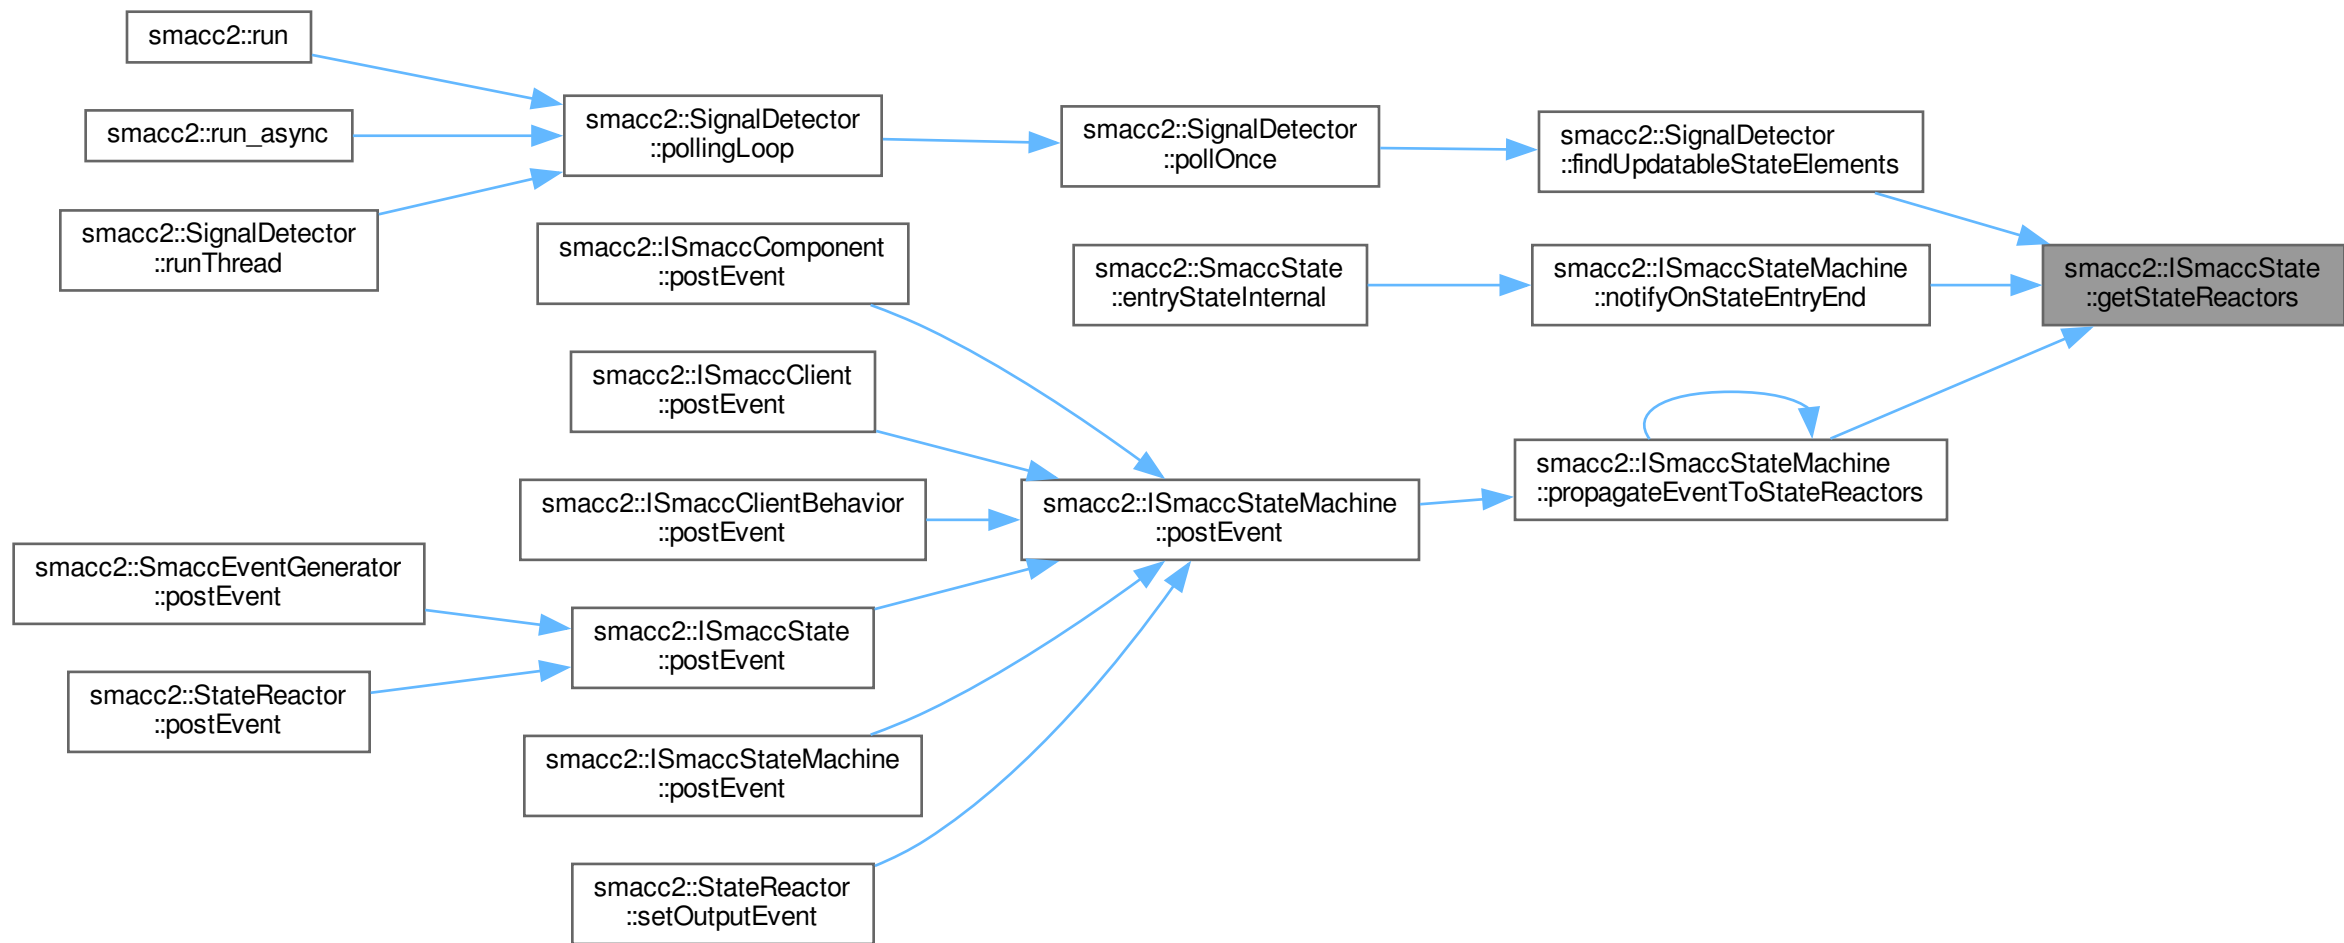 smacc2::run
smacc2::run_async
smacc2::SignalDetector
::runThread
smacc2::SignalDetector
::pollingLoop
smacc2::SignalDetector
::pollOnce
smacc2::SignalDetector
::findUpdatableStateElements
smacc2::ISmaccComponent
::postEvent
smacc2::SmaccState
::entryStateInternal
smacc2::ISmaccStateMachine
::notifyOnStateEntryEnd
smacc2::ISmaccState
::getStateReactors
smacc2::ISmaccClient
::postEvent
smacc2::ISmaccClientBehavior
::postEvent
smacc2::ISmaccStateMachine
::postEvent
smacc2::ISmaccStateMachine
::propagateEventToStateReactors
smacc2::SmaccEventGenerator
::postEvent
smacc2::StateReactor
::postEvent
smacc2::ISmaccState
::postEvent
smacc2::ISmaccStateMachine
::postEvent
smacc2::StateReactor
::setOutputEvent